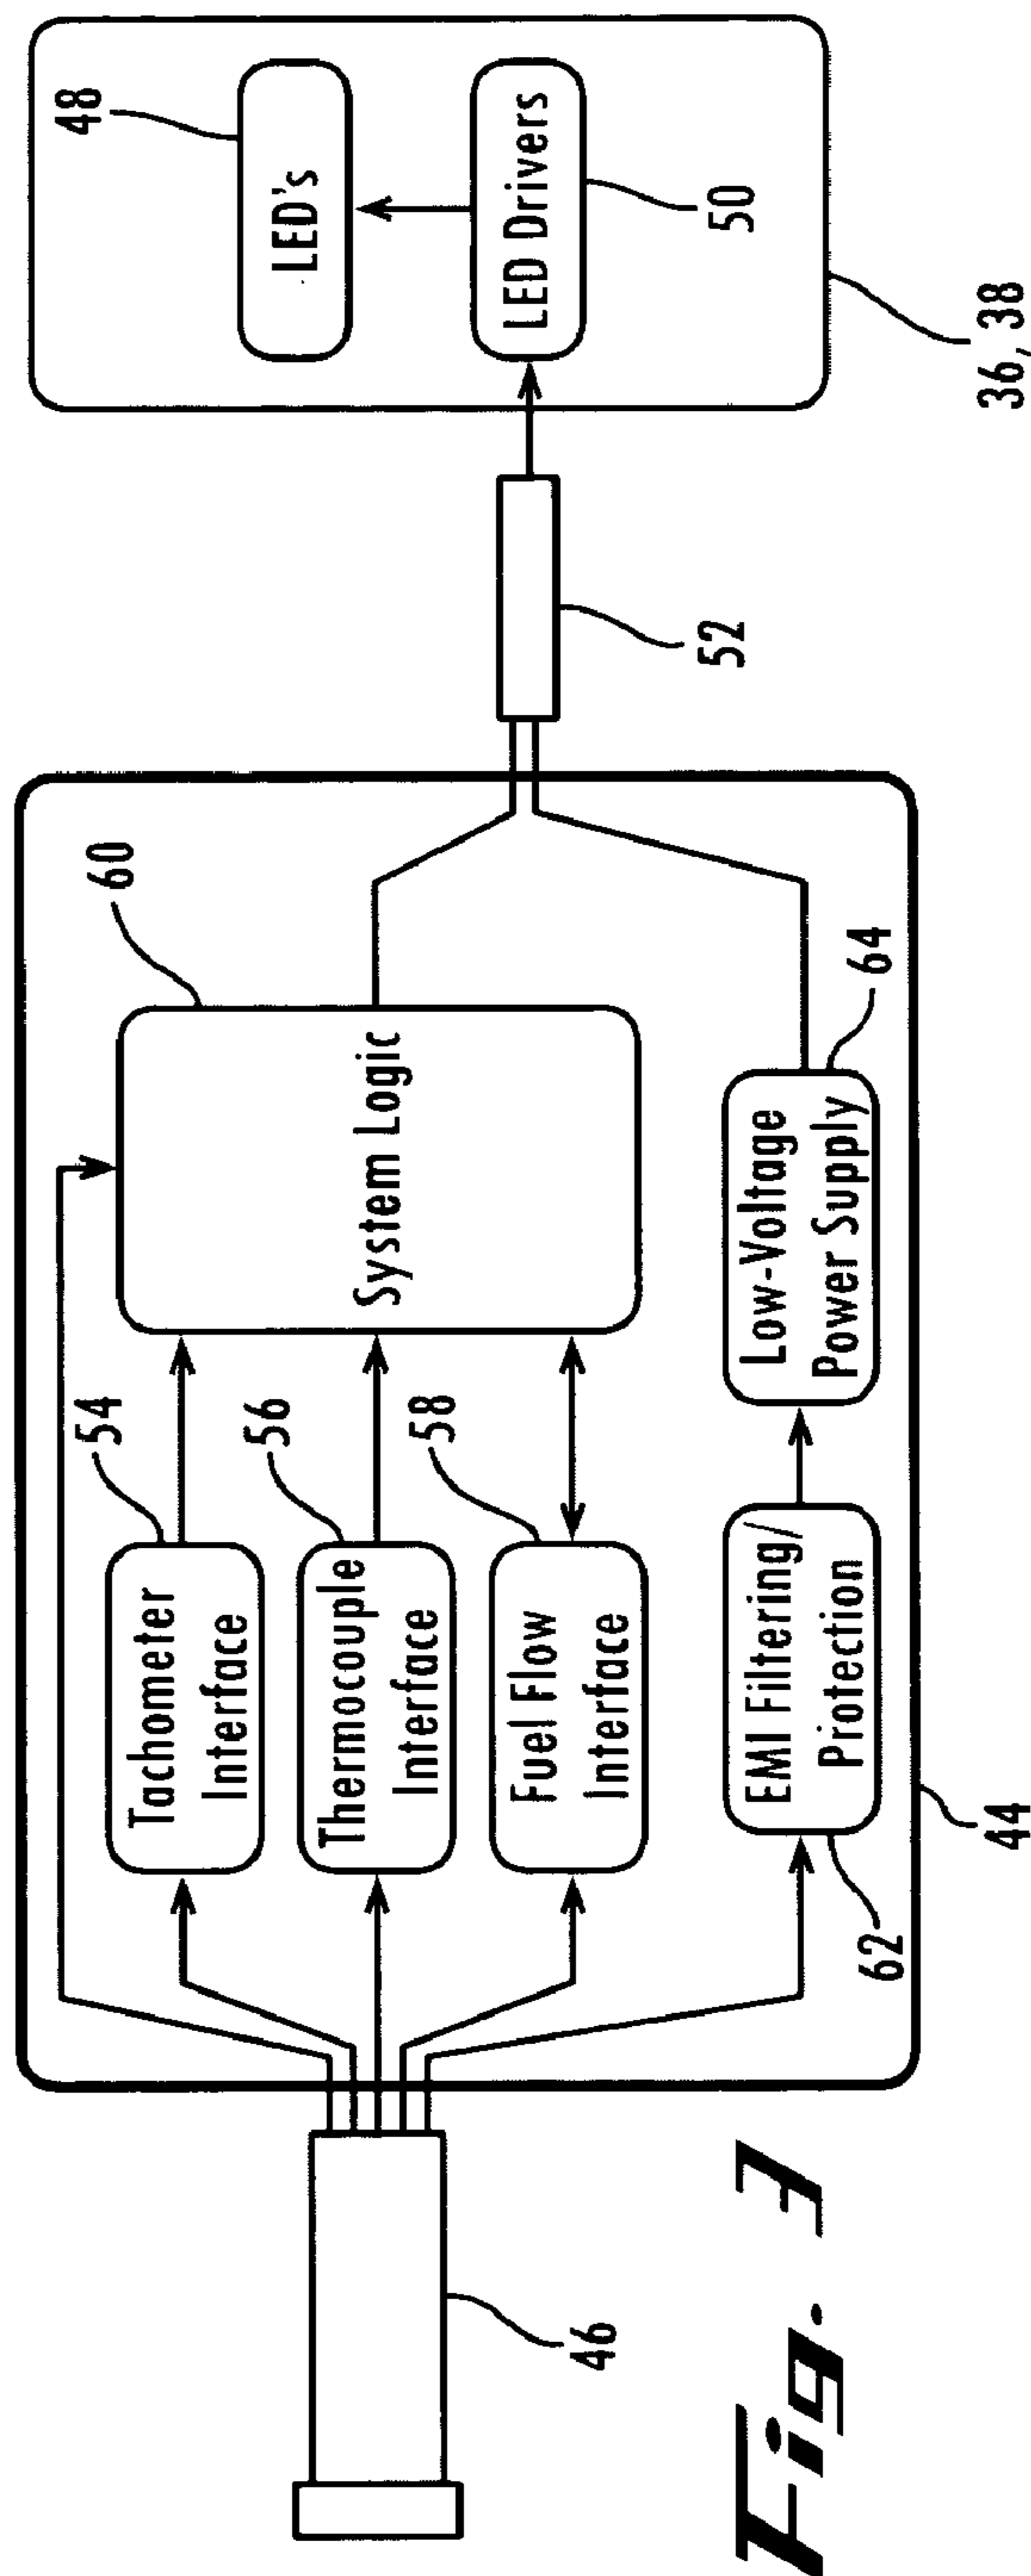 46
44
Tachometer
Interface
54
Thermocouple
Interface
56
Fuel Flow
Interface
58
System Logic
60
EMI Filtering/
Protection
62
Low-Voltage
Power Supply
64
52
LED's
48
LED Drivers
50
36, 38
Fig. 3